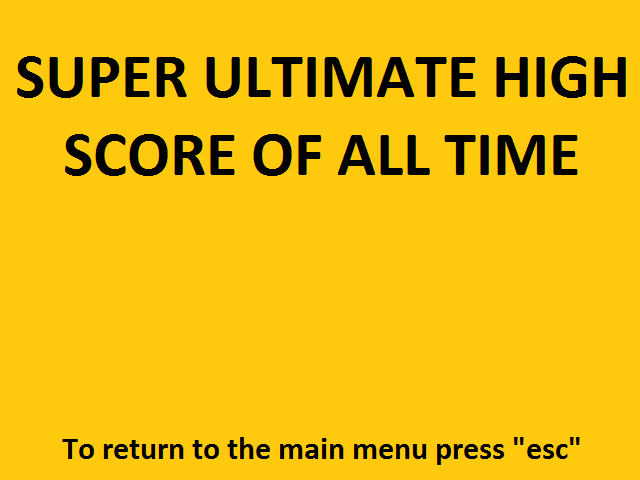 SUPER ULTIMATE HIGH
SCORE OF ALL TIME
To return to the main menu press "esc"